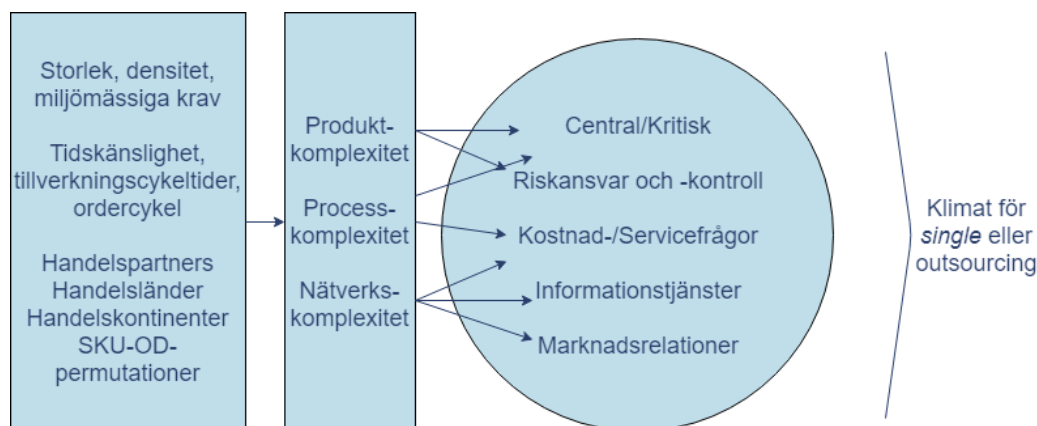 Storlek, densitet,
miljömässiga krav
Tidskänslighet,
tillverkningscykeltider,
ordercykel
Handelspartners
Handelsländer
Handelskontinenter
SKU-OD-
permutationer
Produkt-
komplexitet
Process-
komplexitet
Nätverks-
komplexitet
Central/Kritisk
Riskansvar och -kontroll
Kostnad-/Servicefrågor
Informationstjänster
Marknadsrelationer
Klimat för
single eller
outsourcing